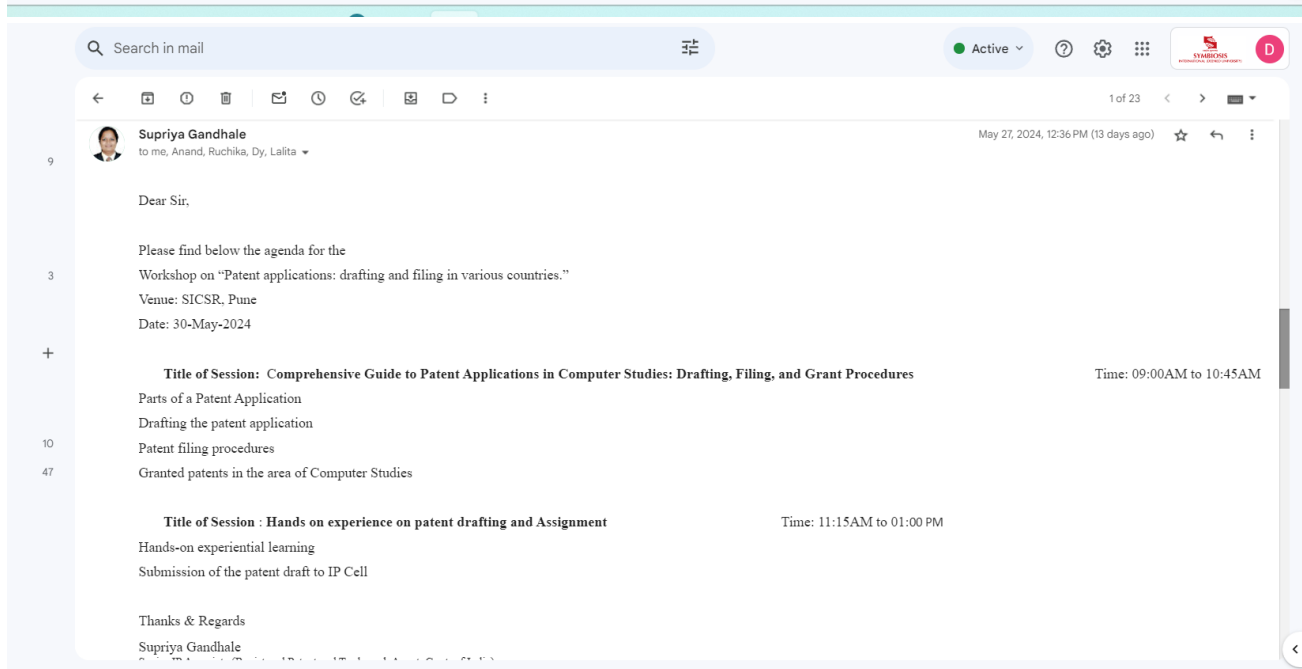 Search in mail
Active
SYMBIOSIS
D
1 of 23
Supriya Gandhale
May 27, 2024, 12:36 PM (13 days ago)
to me, Anand, Ruchika, Dy, Lalita
9
Dear Sir,
Please find below the agenda for the
3
Workshop on “Patent applications: drafting and filing in various countries.”
Venue: SICSR, Pune
Date: 30-May-2024
Title of Session: Comprehensive Guide to Patent Applications in Computer Studies: Drafting, Filing, and Grant Procedures Time: 09:00AM to 10:45AM
Parts of a Patent Application
Drafting the patent application
10
Patent filing procedures
47
Granted patents in the area of Computer Studies
Title of Session : Hands on experience on patent drafting and Assignment Time: 11:15AM to 01:00 PM
Hands-on experiential learning
Submission of the patent draft to IP Cell
Thanks & Regards
Supriya Gandhale